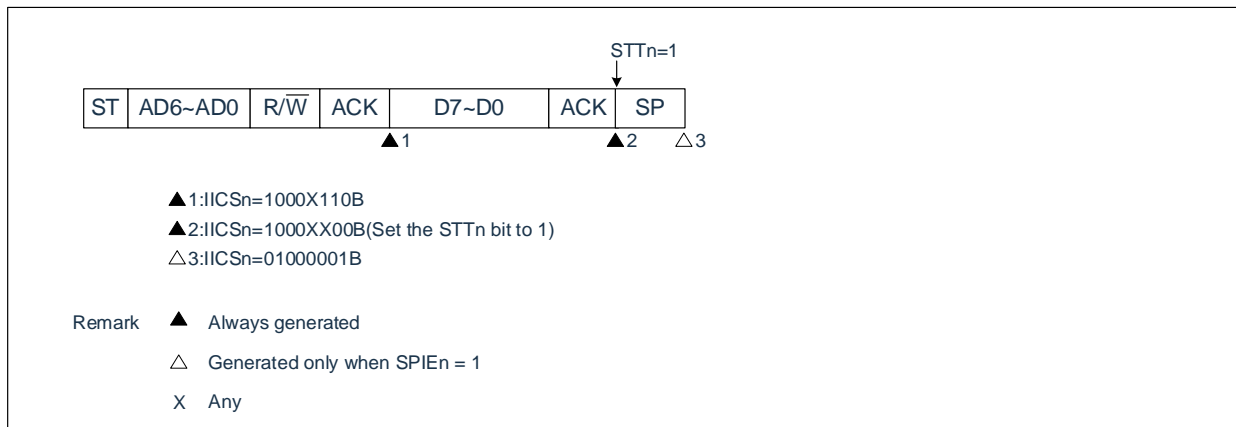 STTn=1
ST AD6~AD0 R/W̅ ACK D7~D0 ACK SP
▲1 ▲2 △3
▲1:IICSn=1000X110B
▲2:IICSn=1000XX00B(Set the STTn bit to 1)
△3:IICSn=01000001B
Remark ▲ Always generated
△ Generated only when SPIEn = 1
X Any